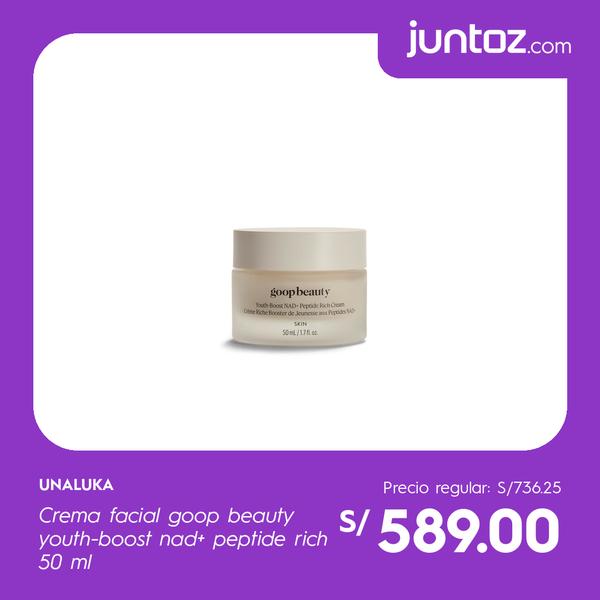 juntoz.com
goopbeauty
Youth-Boost NAD+ Peptide Rich Cream
Crème Riche Booster de Jeunesse aux Peptides NAD+
SKIN
50 mL / 1.7 fl. oz.
UNALUKA
Crema facial goop beauty
youth-boost nad+ peptide rich
50 ml
Precio regular: S/736.25
S/ 589.00